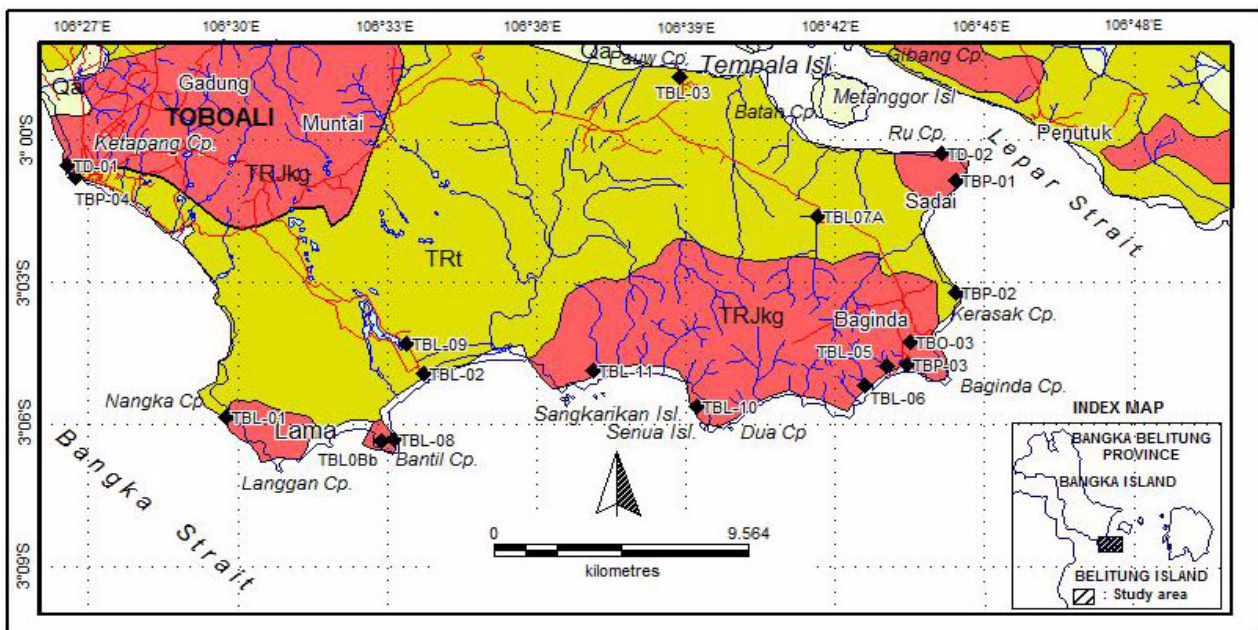 106°27'E 106°30'E 106°33'E 106°36'E 106°39'E 106°42'E 106°45'E 106°48'E
3°00'S
3°03'S
3°06'S
3°09'S
Qa
Gadung
TOBOALI
Muntai
Ketapang Cp.
TD-01
TRJkg
TBP-04
Qa
Pauw Cp.
Tempala Isl.
TBL-03
Batan Cp.
Metanggor Isl
Gibang Cp.
Ru Cp.
Penutuk
TD-02
Lepar Strait
TBP-01
Sadai
TBL07A
TRt
TBP-02
Kerasak Cp.
TRJkg
Baginda
TBO-03
TBL-05
TBP-03
TBL-09
TBL-02
TBL-11
TBL-06
Baginda Cp.
Nangka Cp.
TBL-01
Lama
TBL-08
TBL0Bb
Bantil Cp.
Langgan Cp.
Sangkarikan Isl.
TBL-10
Senua Isl.
Dua Cp
Bangka Strait
0 9.564
kilometres
INDEX MAP
BANGKA BELITUNG
PROVINCE
BANGKA ISLAND
BELITUNG ISLAND
: Study area